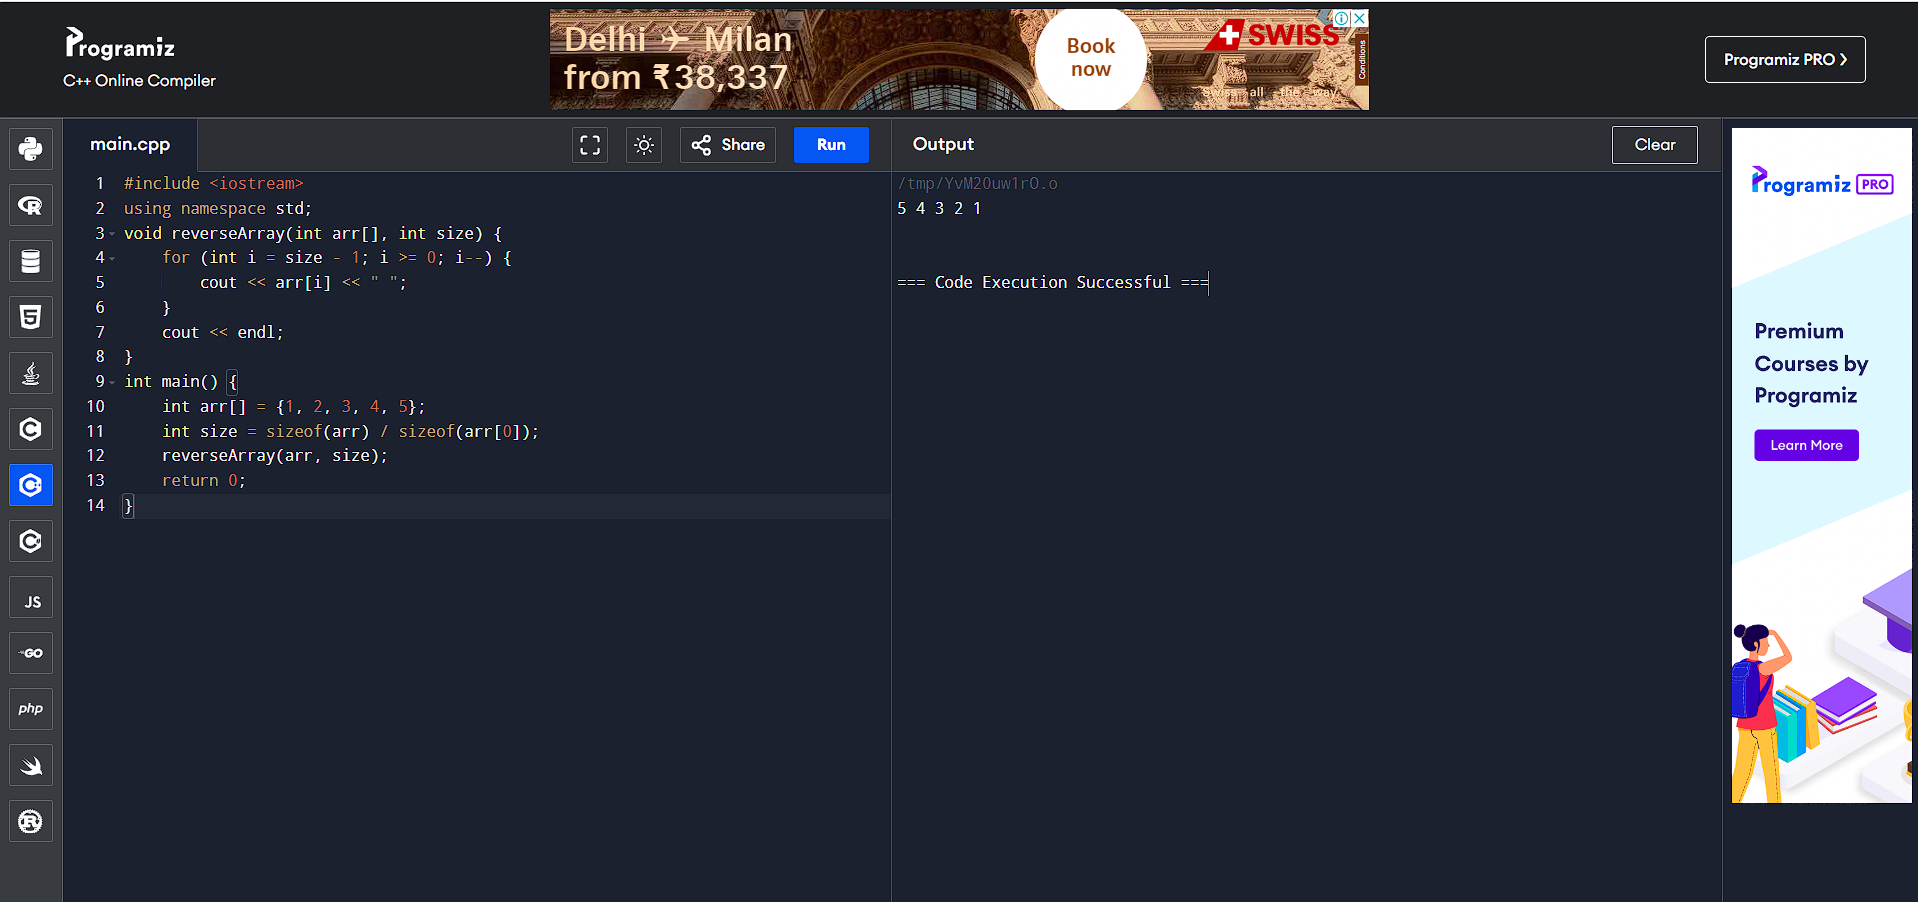 Programiz
C++ Online Compiler
Delhi ✈ Milan
from ₹38,337
Book
now
SWISS
Swiss all the way.
Conditions
Programiz PRO ❯
main.cpp
Share
Run
Output
Clear
1 #include <iostream>
2 using namespace std;
3 void reverseArray(int arr[], int size) {
4     for (int i = size - 1; i >= 0; i--) {
5         cout << arr[i] << " ";
6     }
7     cout << endl;
8 }
9 int main() {
10     int arr[] = {1, 2, 3, 4, 5};
11     int size = sizeof(arr) / sizeof(arr[0]);
12     reverseArray(arr, size);
13     return 0;
14 }
/tmp/YvM20uw1rO.o
5 4 3 2 1
=== Code Execution Successful ===
JS
GO
php
Programiz PRO
Premium
Courses by
Programiz
Learn More